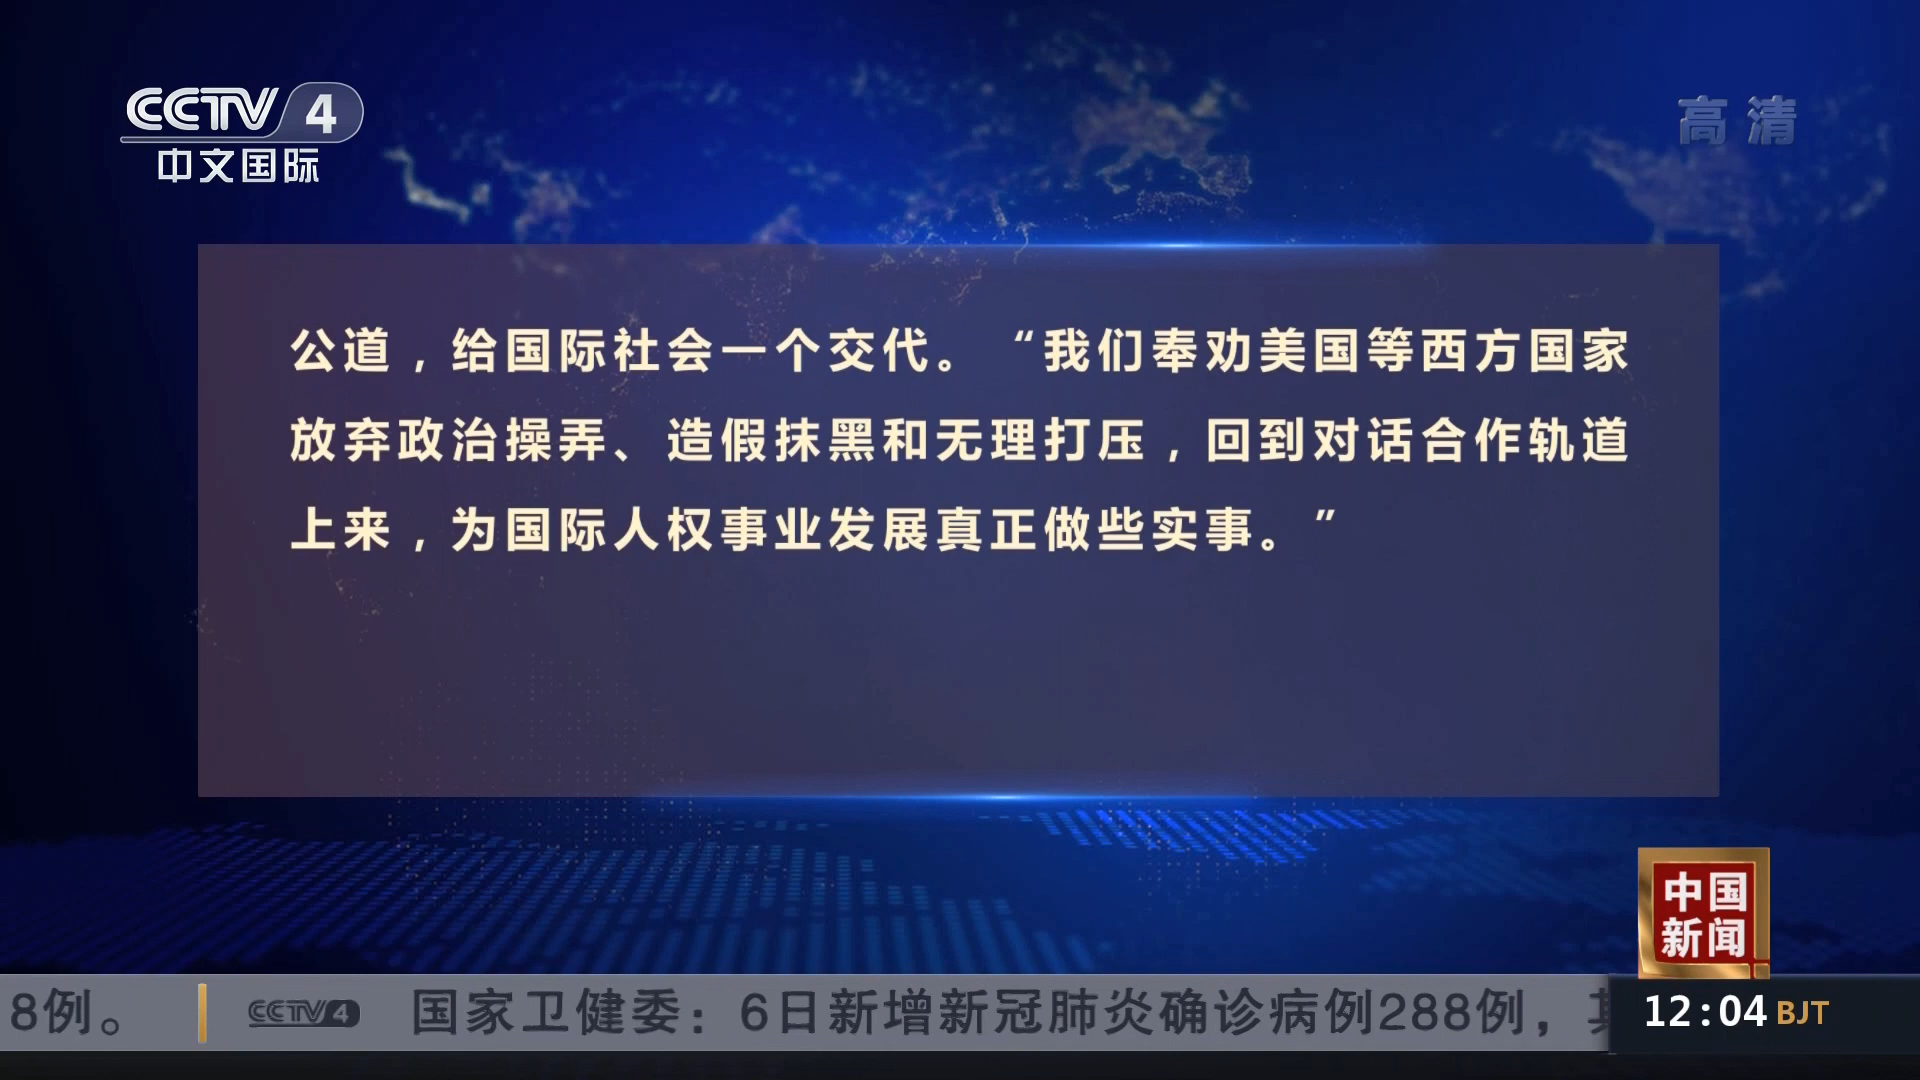 CCTV 4
中文国际
高清
公道，给国际社会一个交代。“我们奉劝美国等西方国家
放弃政治操弄、造假抹黑和无理打压，回到对话合作轨道
上来，为国际人权事业发展真正做些实事。”
中国
新闻
8例。 CCTV 4 国家卫健委：6日新增新冠肺炎确诊病例288例，
12:04 BJT